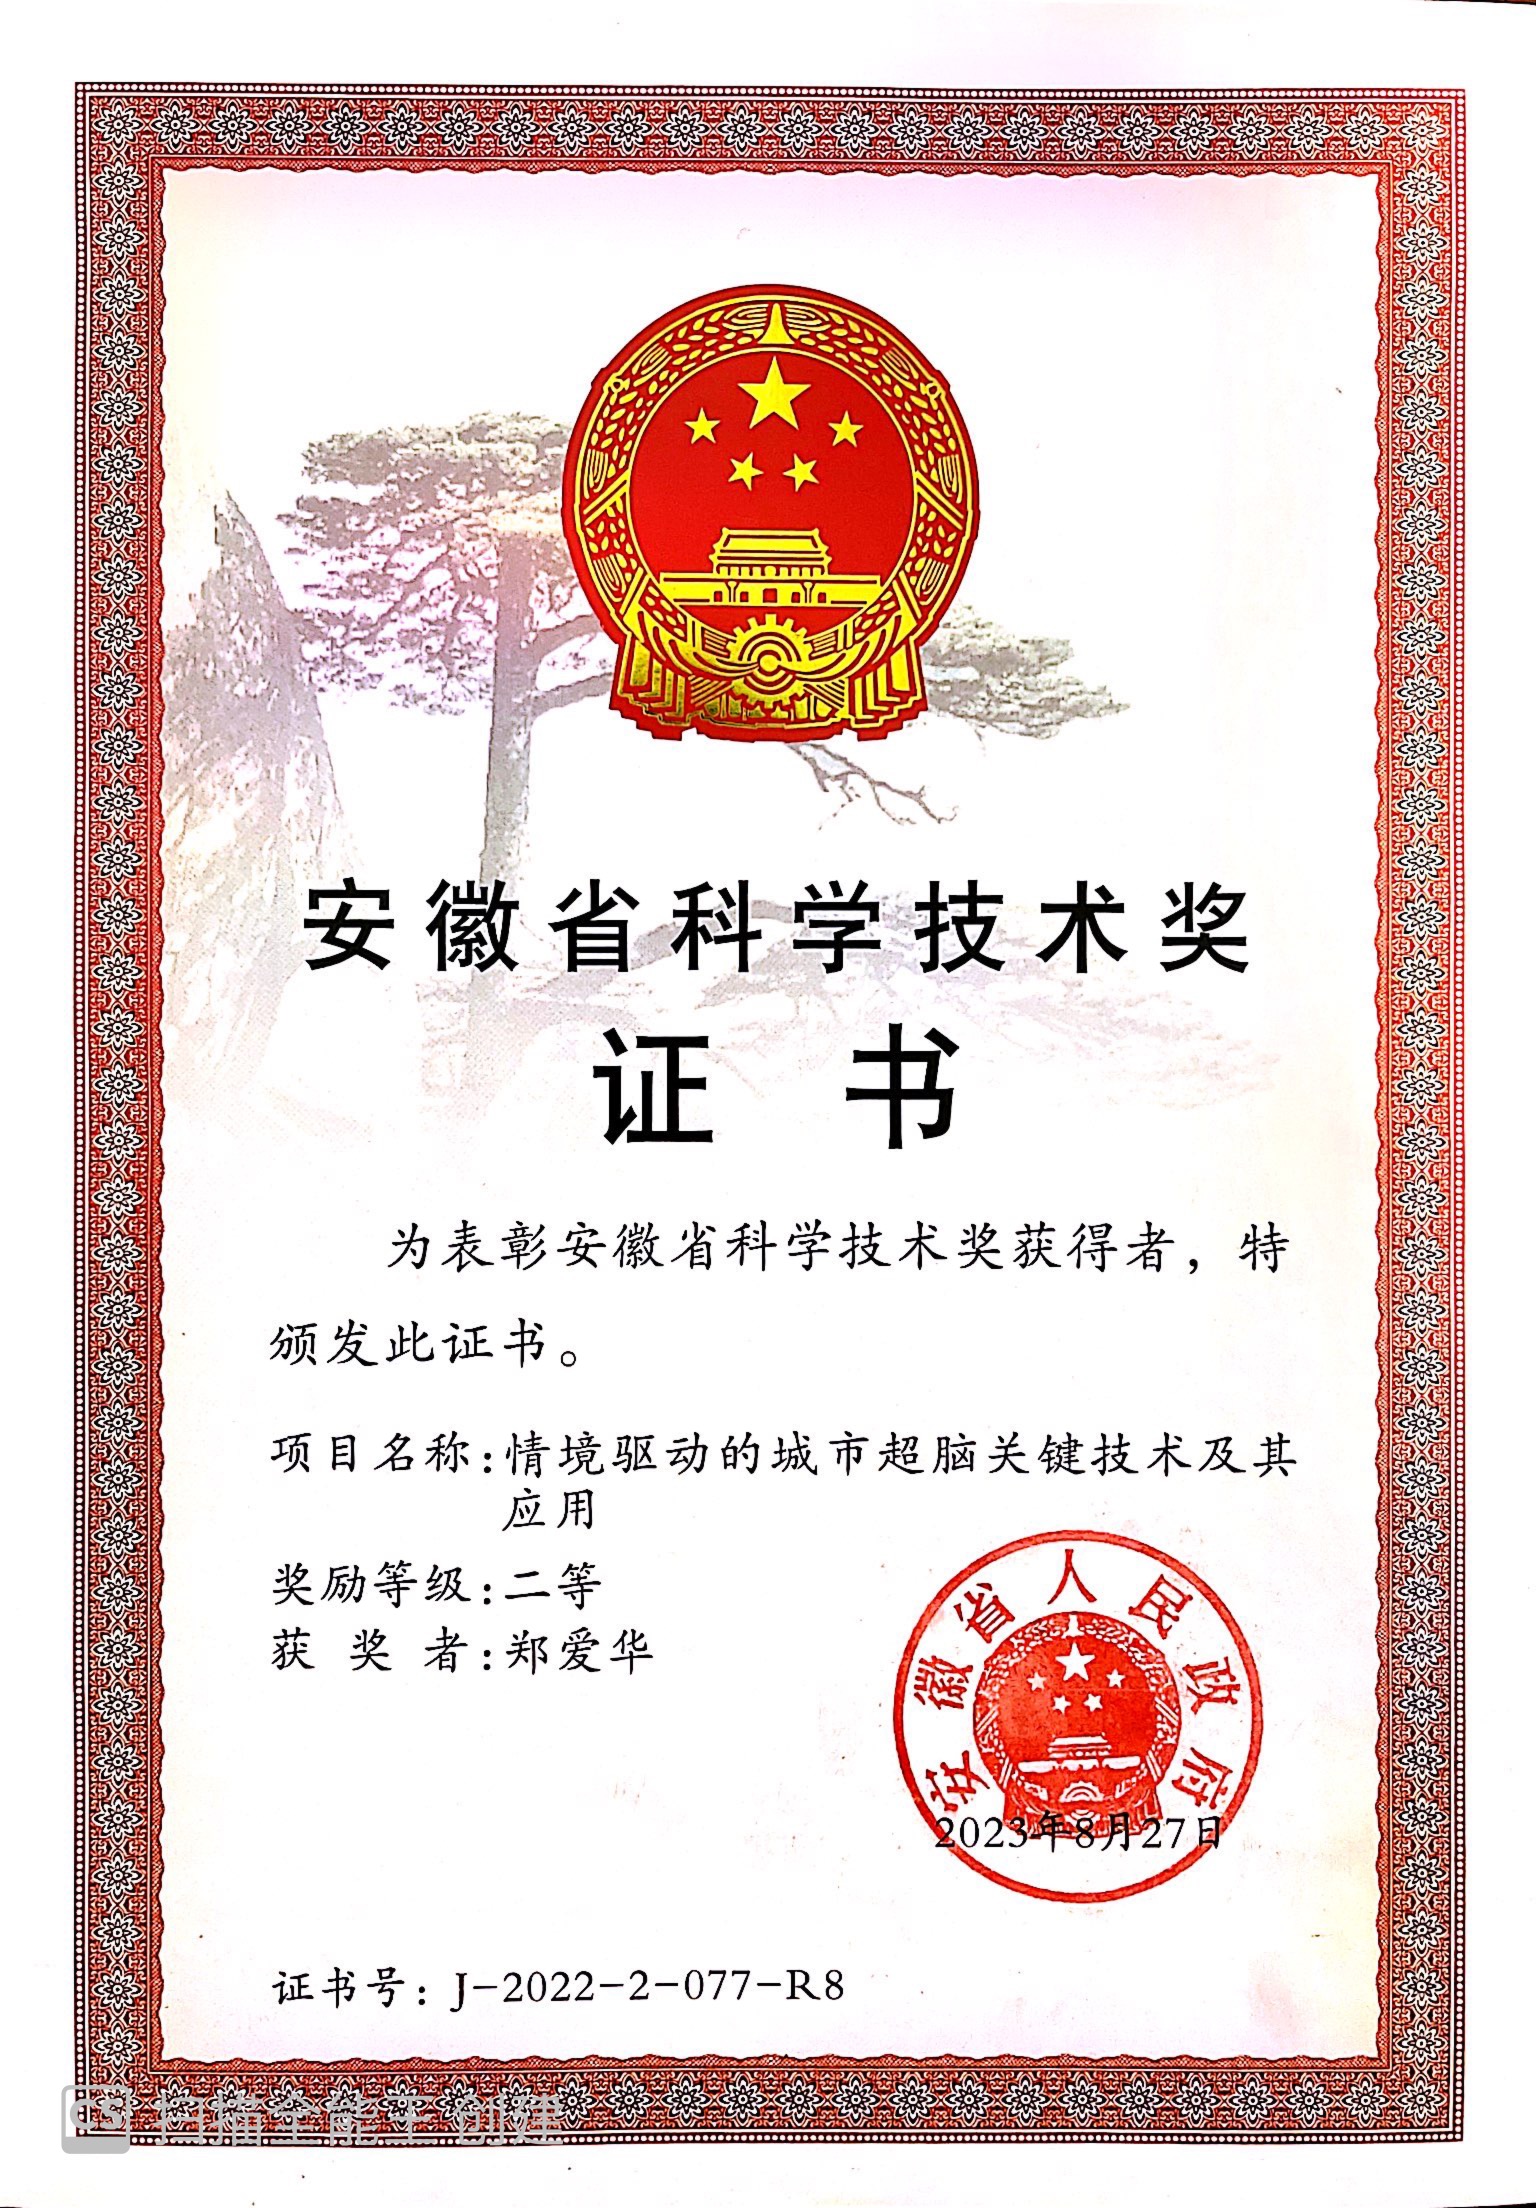 安徽省科学技术奖
证 书
为表彰安徽省科学技术奖获得者，特
颁发此证书。
项目名称：情境驱动的城市超脑关键技术及其
应用
奖励等级：二等
获 奖 者：郑爱华
安徽省人民政府
2023年8月27日
证书号：J-2022-2-077-R8
CS 扫描全能王 创建